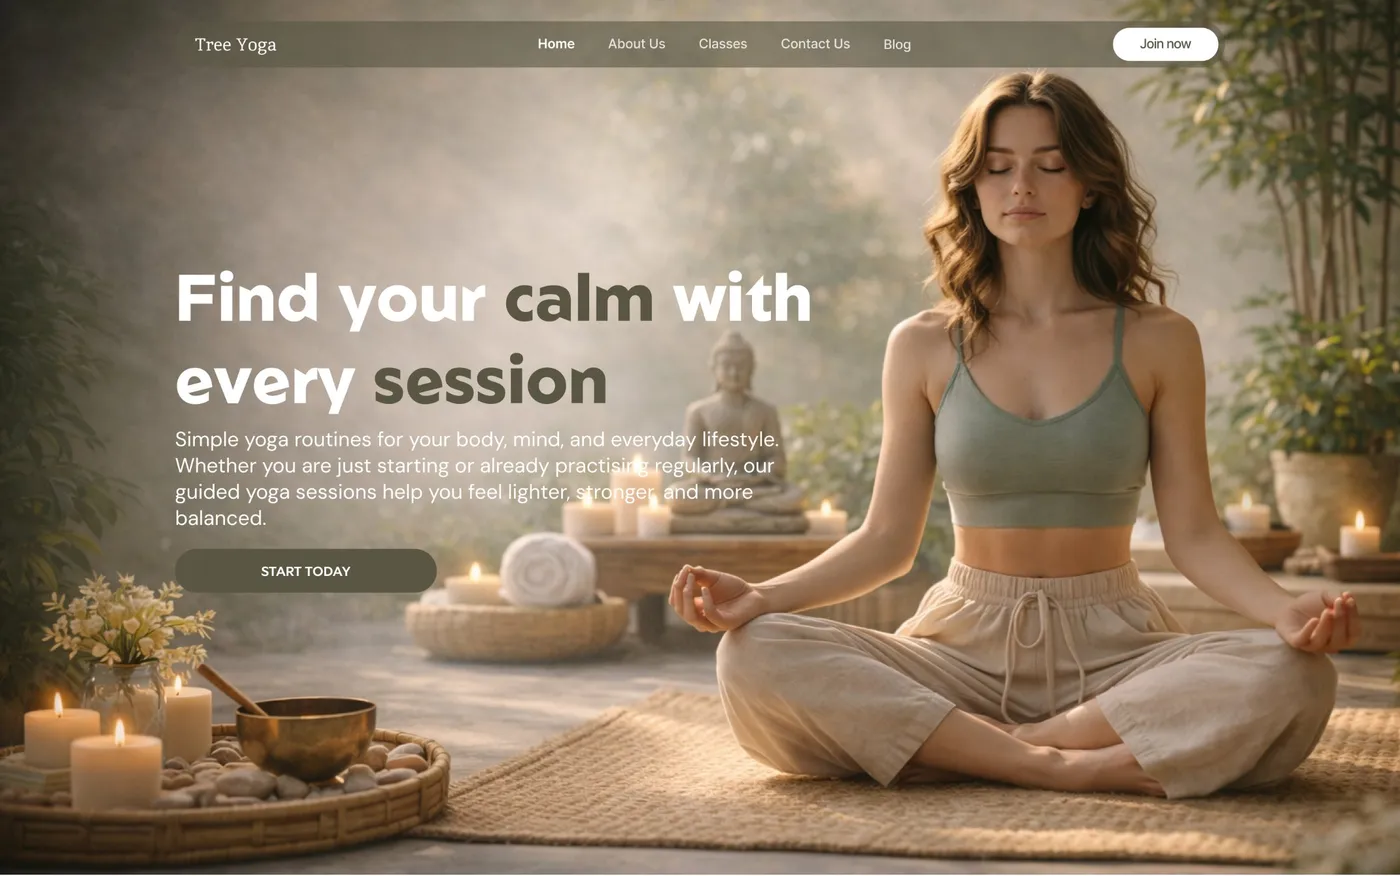 Tree Yoga
Home
About Us
Classes
Contact Us
Blog
Join now
Find your calm with
every session
Simple yoga routines for your body, mind, and everyday lifestyle.
Whether you are just starting or already practising regularly, our
guided yoga sessions help you feel lighter, stronger, and more
balanced.
START TODAY